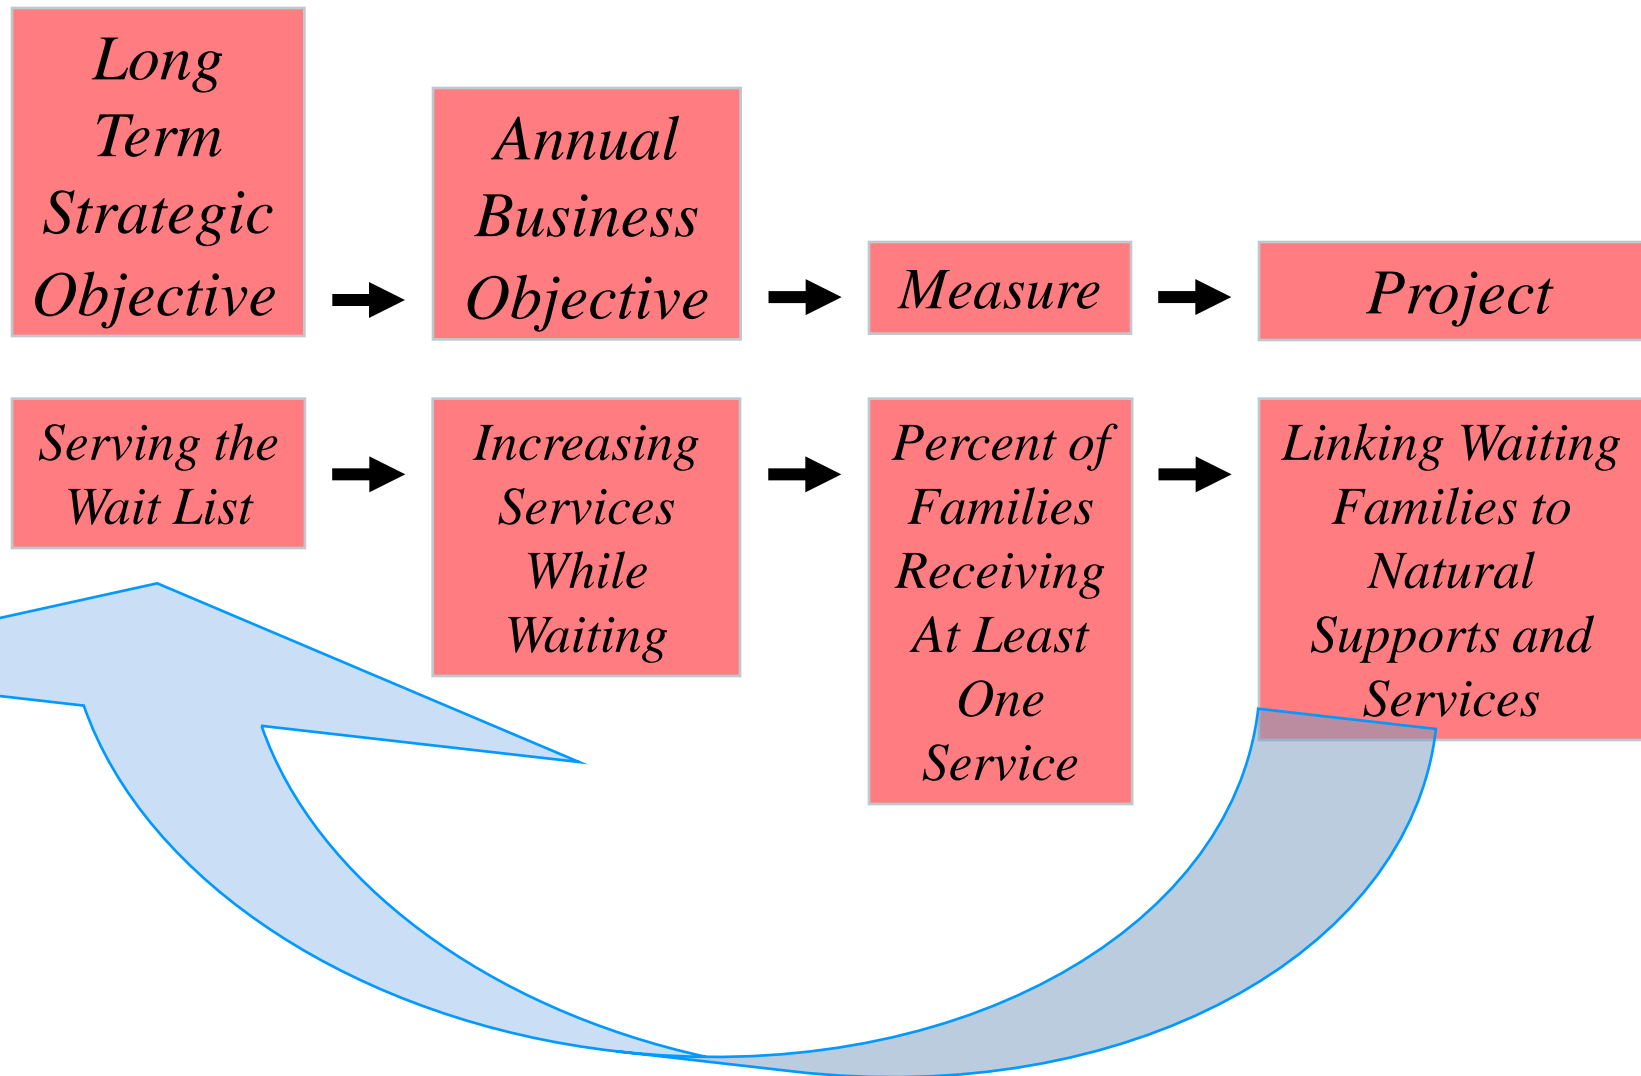 Long
Term
Strategic
Objective
Annual
Business
Objective
Measure
Project
Serving the
Wait List
Increasing
Services
While
Waiting
Percent of
Families
Receiving
At Least
One
Service
Linking Waiting
Families to
Natural
Supports and
Services